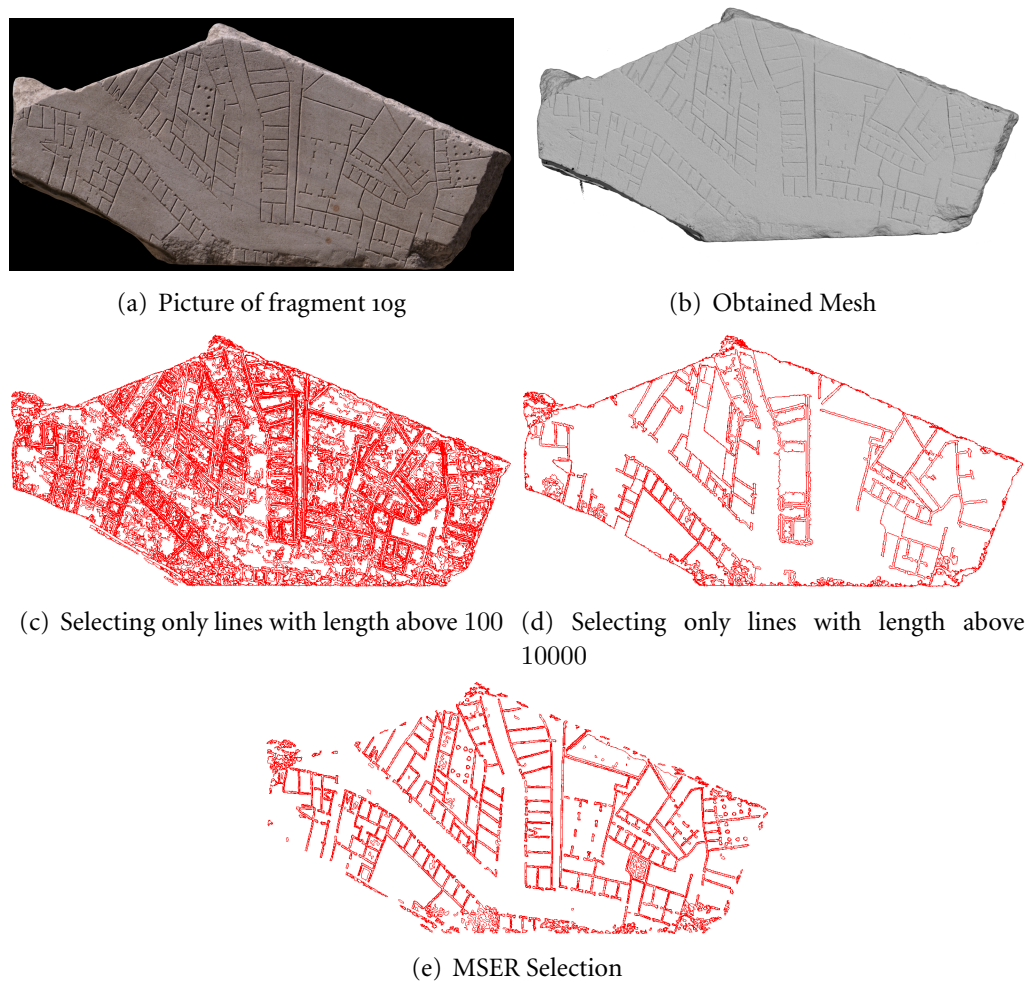 (a) Picture of fragment 10g
(b) Obtained Mesh
(c) Selecting only lines with length above 100
(d) Selecting only lines with length above
10000
(e) MSER Selection